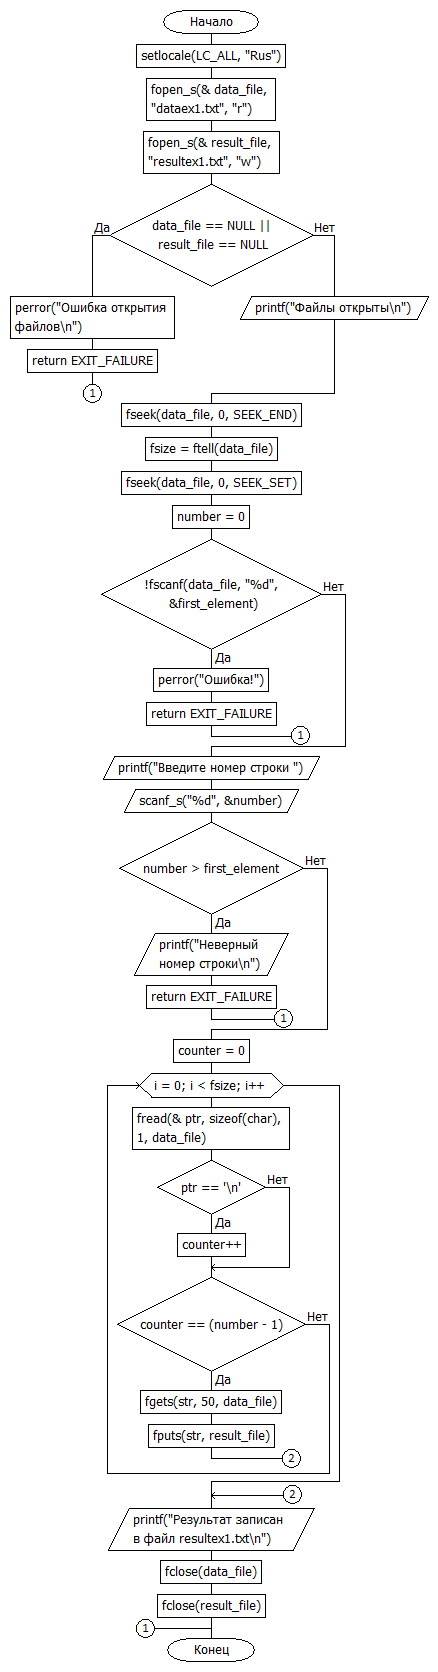 Начало
setlocale(LC_ALL, "Rus")
fopen_s(& data_file,
"dataex1.txt", "r")
fopen_s(& result_file,
"resultex1.txt", "w")
Да
data_file == NULL ||
result_file == NULL
Нет
perror("Ошибка открытия
файлов\n")
printf("Файлы открыты\n")
return EXIT_FAILURE
1
fseek(data_file, 0, SEEK_END)
fsize = ftell(data_file)
fseek(data_file, 0, SEEK_SET)
number = 0
!fscanf(data_file, "%d",
&first_element)
Нет
Да
perror("Ошибка!")
return EXIT_FAILURE
1
printf("Введите номер строки ")
scanf_s("%d", &number)
number > first_element
Нет
Да
printf("Неверный
номер строки\n")
return EXIT_FAILURE
1
counter = 0
i = 0; i < fsize; i++
fread(& ptr, sizeof(char),
1, data_file)
ptr == '\n'
Нет
Да
counter++
counter == (number - 1)
Нет
Да
fgets(str, 50, data_file)
fputs(str, result_file)
2
2
printf("Результат записан
в файл resultex1.txt\n")
fclose(data_file)
fclose(result_file)
1
Конец